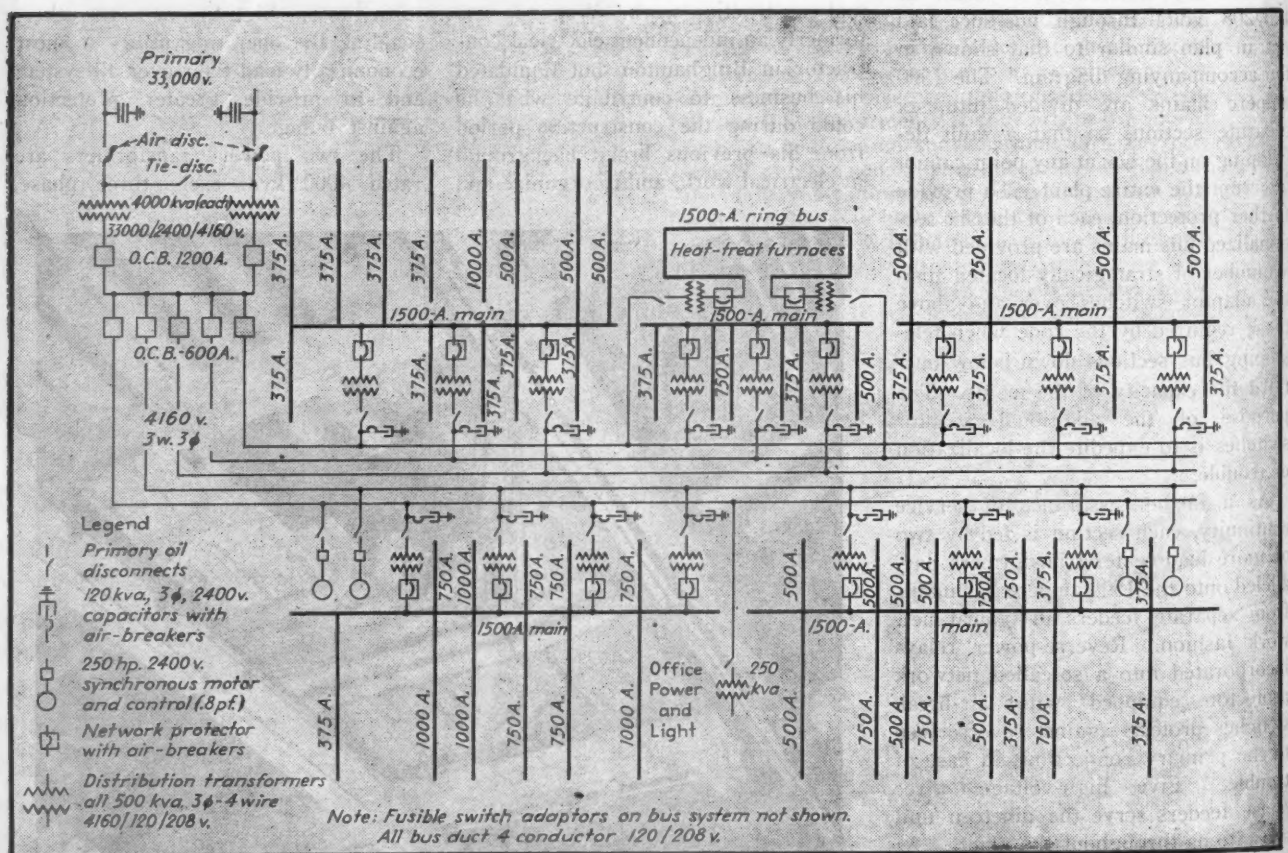 Primary
33,000 v.
Air disc.
Tie-disc.
4000 kva (each)
33000/2400/4160 v.
O.C.B. 1200A.
O.C.B.-600A.
4160 v.
3 w. 3ϕ
375 A.
375 A.
375 A.
375 A.
1000 A.
500 A.
500 A.
500 A.
1500-A. main
375 A.
375 A.
375 A.
375 A.
375 A.
1500-A. ring bus
Heat-treat furnaces
1500-A. main
375 A.
750 A.
375 A.
500 A.
500 A.
750 A.
500 A.
500 A.
1500-A. main
375 A.
375 A.
375 A.
375 A.
Legend
Primary oil
disconnects
120 kva, 3ϕ, 2400 v.
capacitors with
air-breakers
250 hp. 2400 v.
synchronous motor
and control (.8 pf.)
Network protector
with air-breakers
Distribution transformers
all 500 kva, 3ϕ-4 wire
4160/120/208 v.
750 A.
1000 A.
750 A.
750 A.
750 A.
1500A main
375 A.
1000 A.
1000 A.
750 A.
750 A.
1000 A.
Office
Power
and
Light
250
kva
500 A.
500 A.
500 A.
500 A.
750A.
750 A.
375 A.
375 A.
1500-A.
main
500 A.
750 A.
500 A.
750 A.
500 A.
375 A.
750 A.
375 A.
Note: Fusible switch adaptors on bus system not shown.
All bus duct 4 conductor 120/208 v.